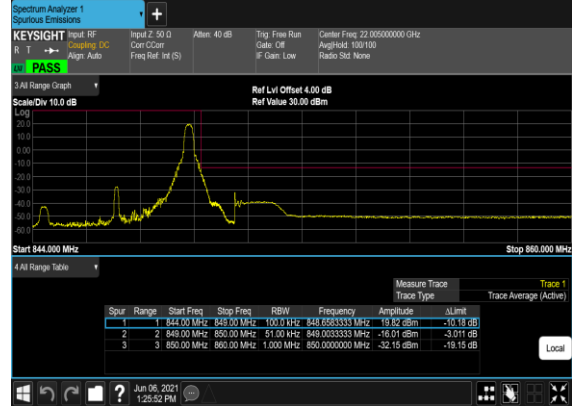 Spectrum Analyzer 1
Spurious Emissions
KEYSIGHT Input: RF Input Z: 50 Ω Atten: 40 dB Trig: Free Run Center Freq: 22.005000000 GHz
R T Coupling: DC Corr CCorr Gate: Off Avg|Hold: 100/100
Align: Auto Freq Ref: Int (S) IF Gain: Low Radio Std: None
PASS
3 All Range Graph Ref Lvl Offset 4.00 dB
Scale/Div 10.0 dB Ref Value 30.00 dBm
Log
20.0
10.0
0.00
-10.0
-20.0
-30.0
-40.0
-50.0
-60.0
Start 844.000 MHz Stop 860.000 MHz
4 All Range Table
Measure Trace Trace 1
Trace Type Trace Average (Active)
Spur Range Start Freq Stop Freq RBW Frequency Amplitude ΔLimit
1 1 844.00 MHz 849.00 MHz 100.0 kHz 848.6583333 MHz 19.82 dBm -10.18 dB
2 2 849.00 MHz 850.00 MHz 51.00 kHz 849.0033333 MHz -16.01 dBm -3.011 dB
3 3 850.00 MHz 860.00 MHz 1.000 MHz 850.0000000 MHz -32.15 dBm -19.15 dB
Local
? Jun 06, 2021
1:25:52 PM